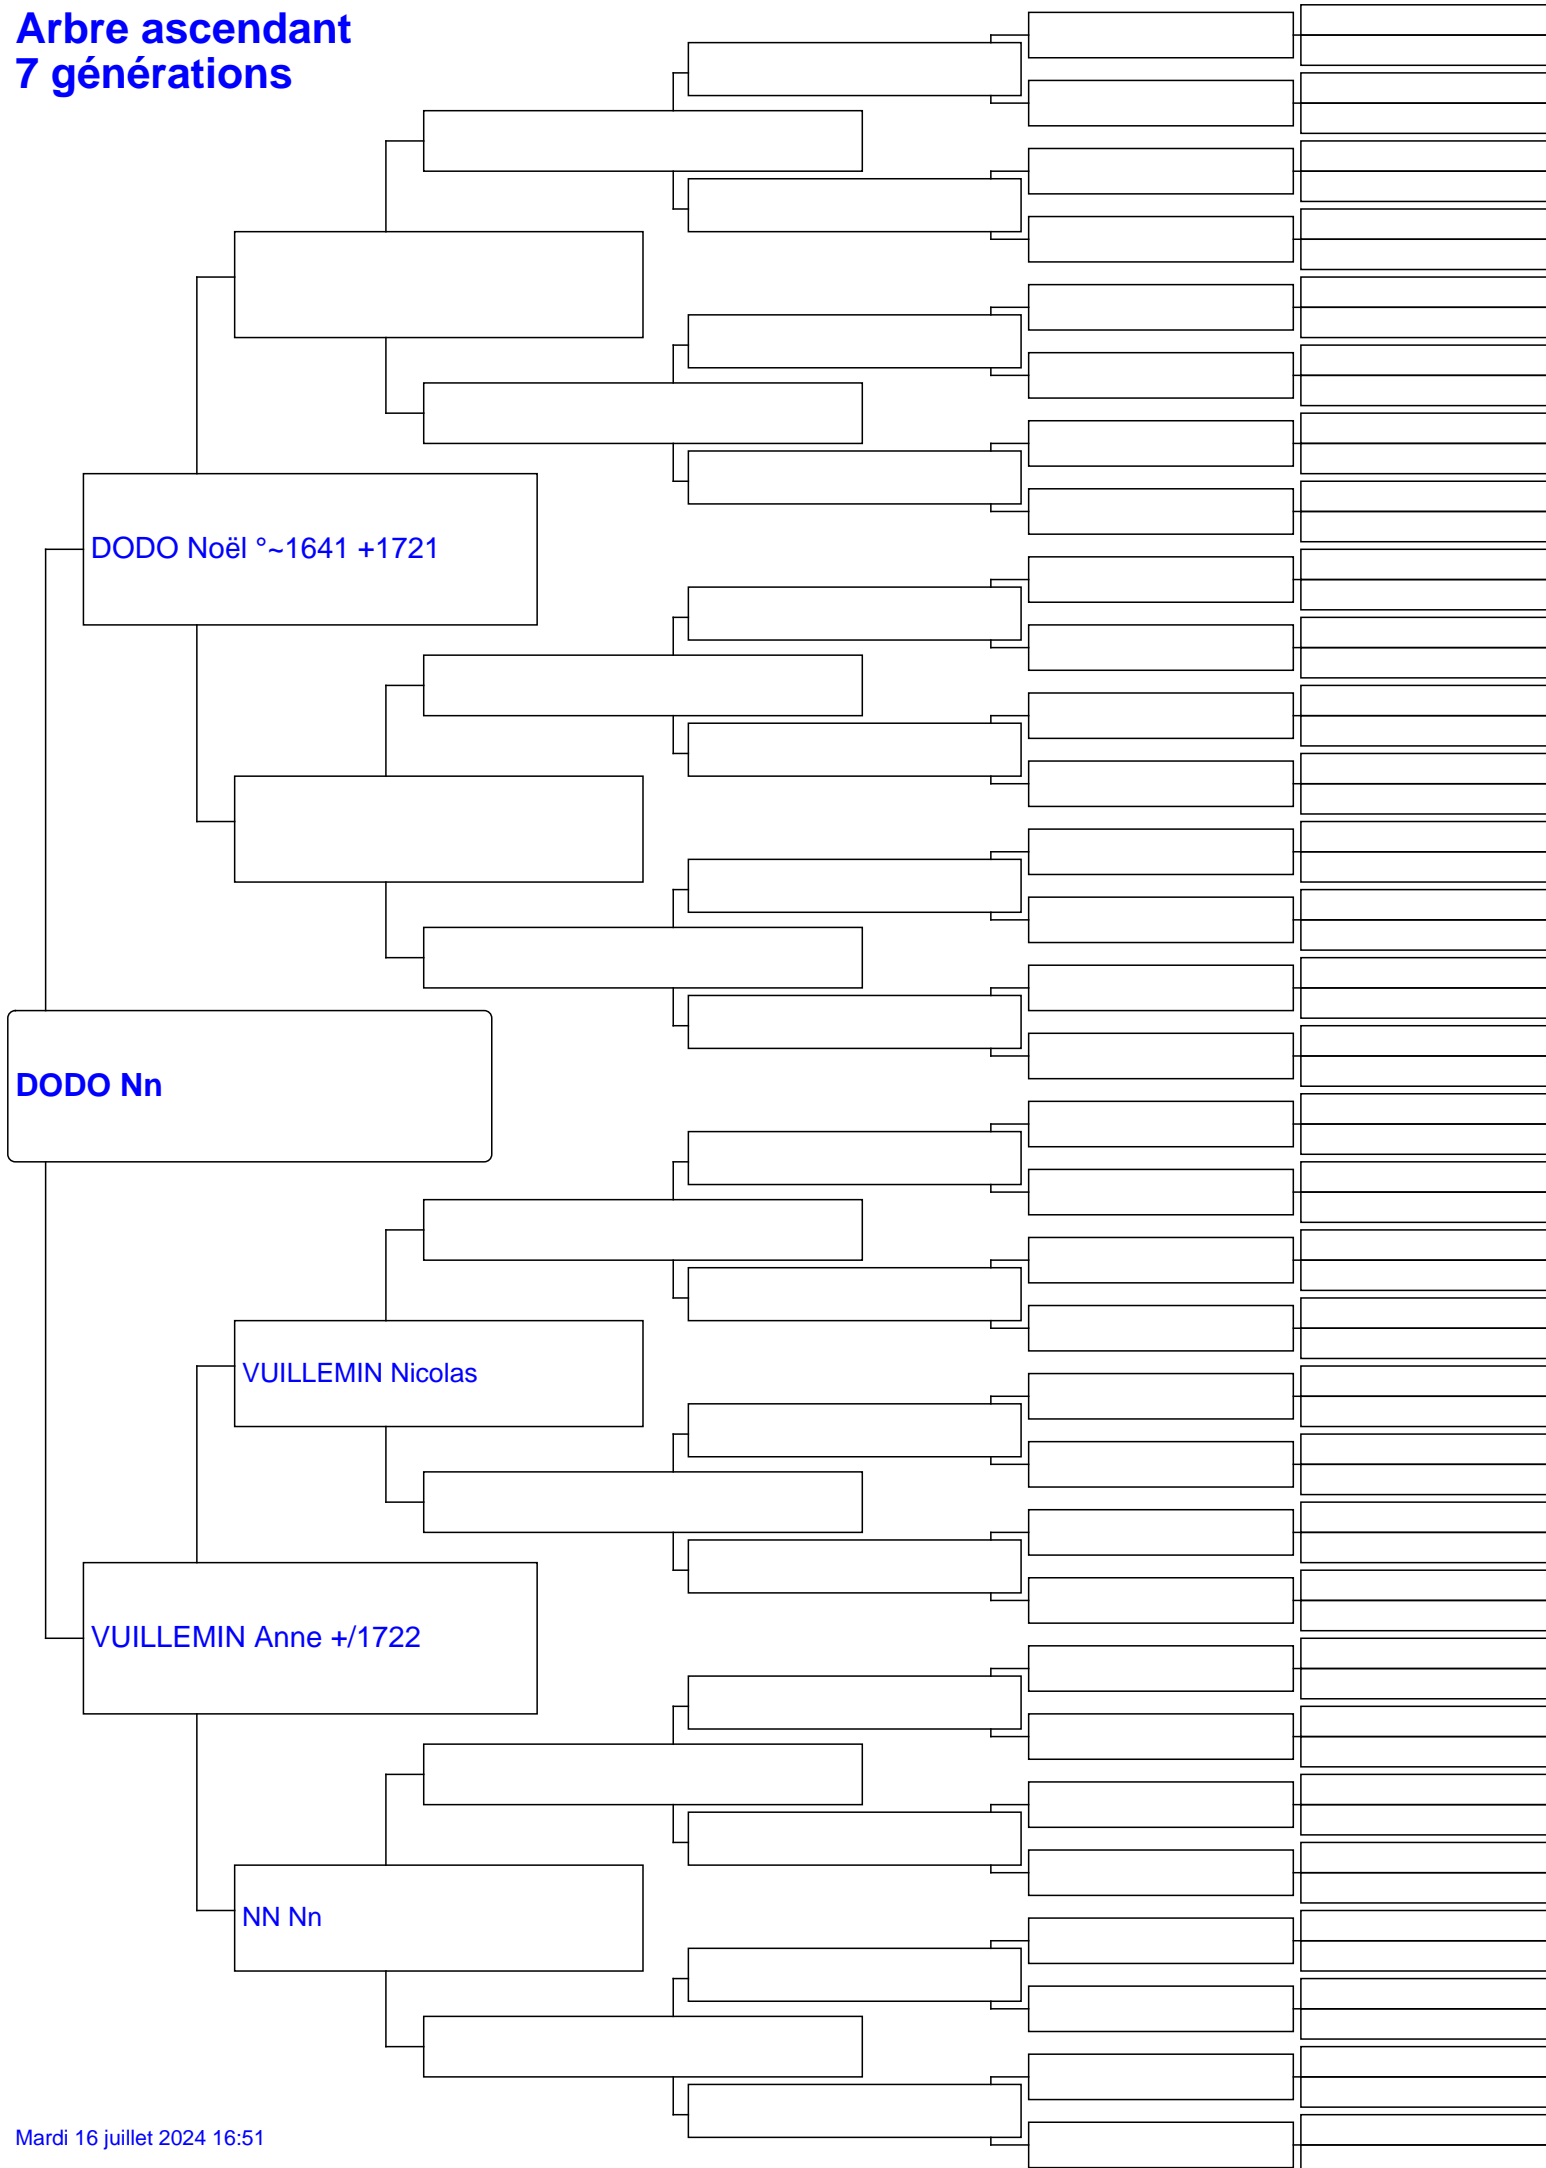 Arbre ascendant
7 générations
DODO Noël °~1641 +1721
DODO Nn
VUILLEMIN Nicolas
VUILLEMIN Anne +/1722
NN Nn
Mardi 16 juillet 2024 16:51